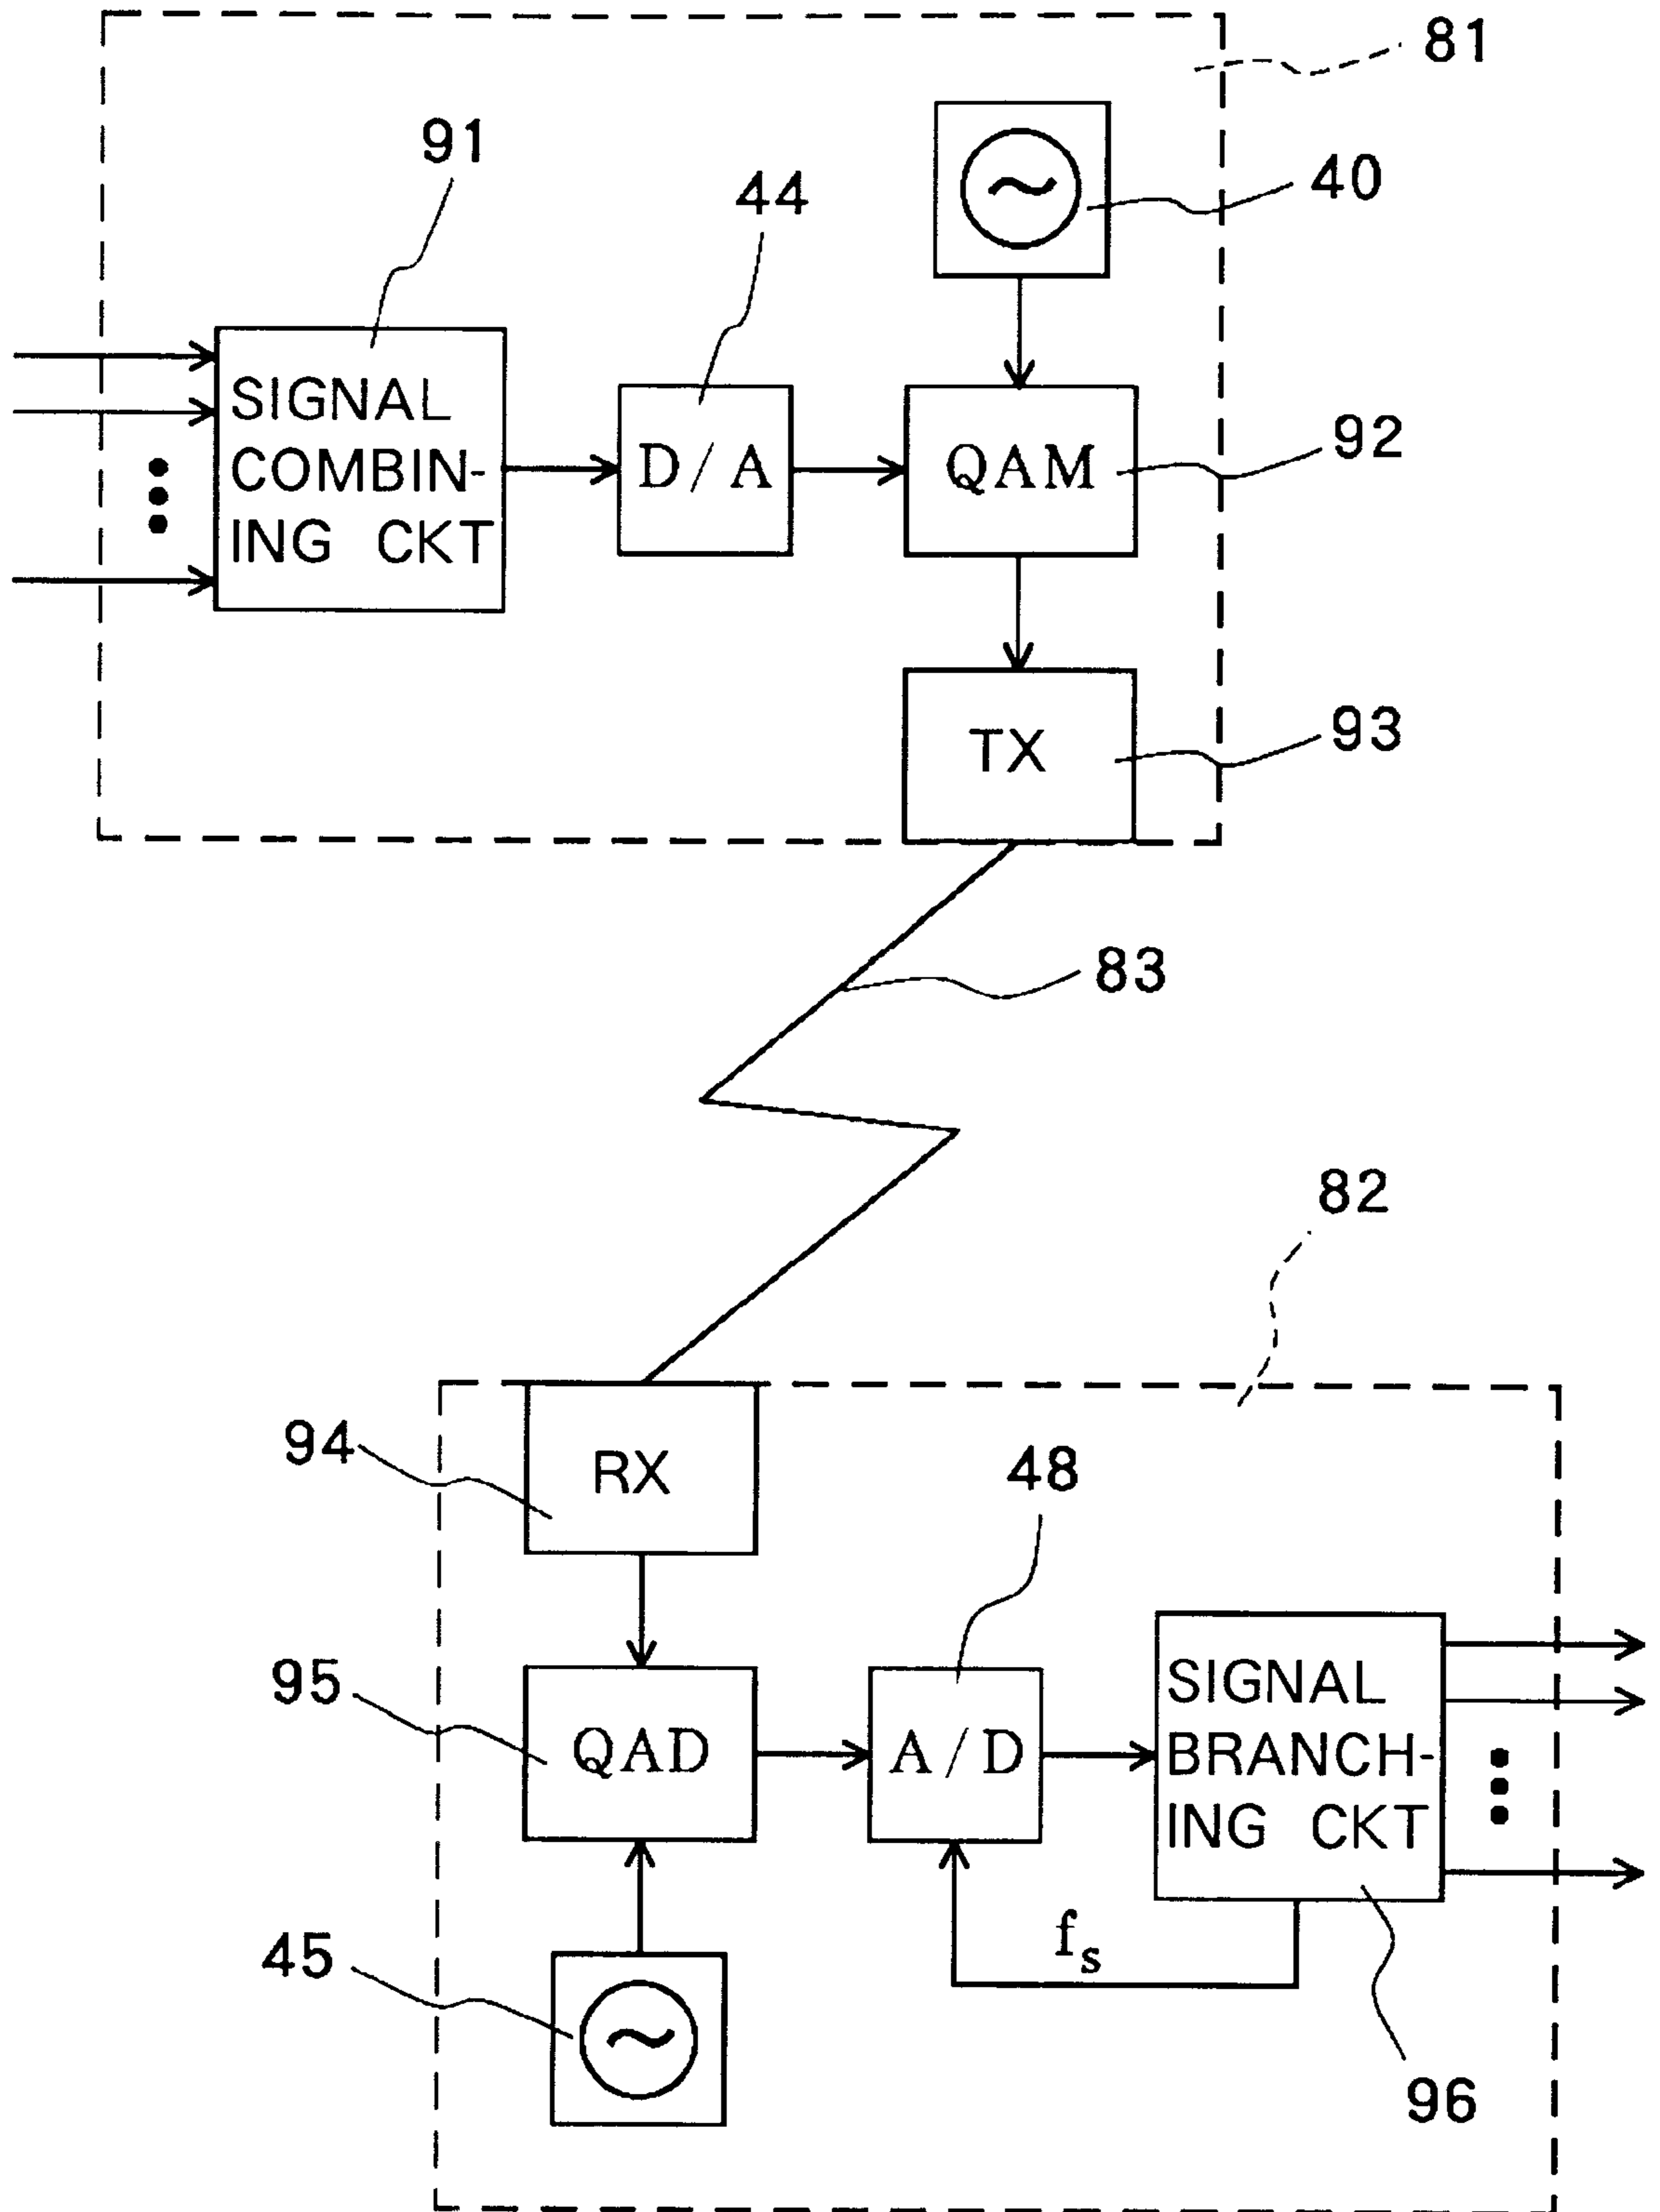 81
91
44
40
SIGNAL
COMBIN-
ING CKT
D/A
QAM
92
TX
93
83
82
94
RX
48
95
QAD
A/D
SIGNAL
BRANCH-
ING CKT
45
fs
96